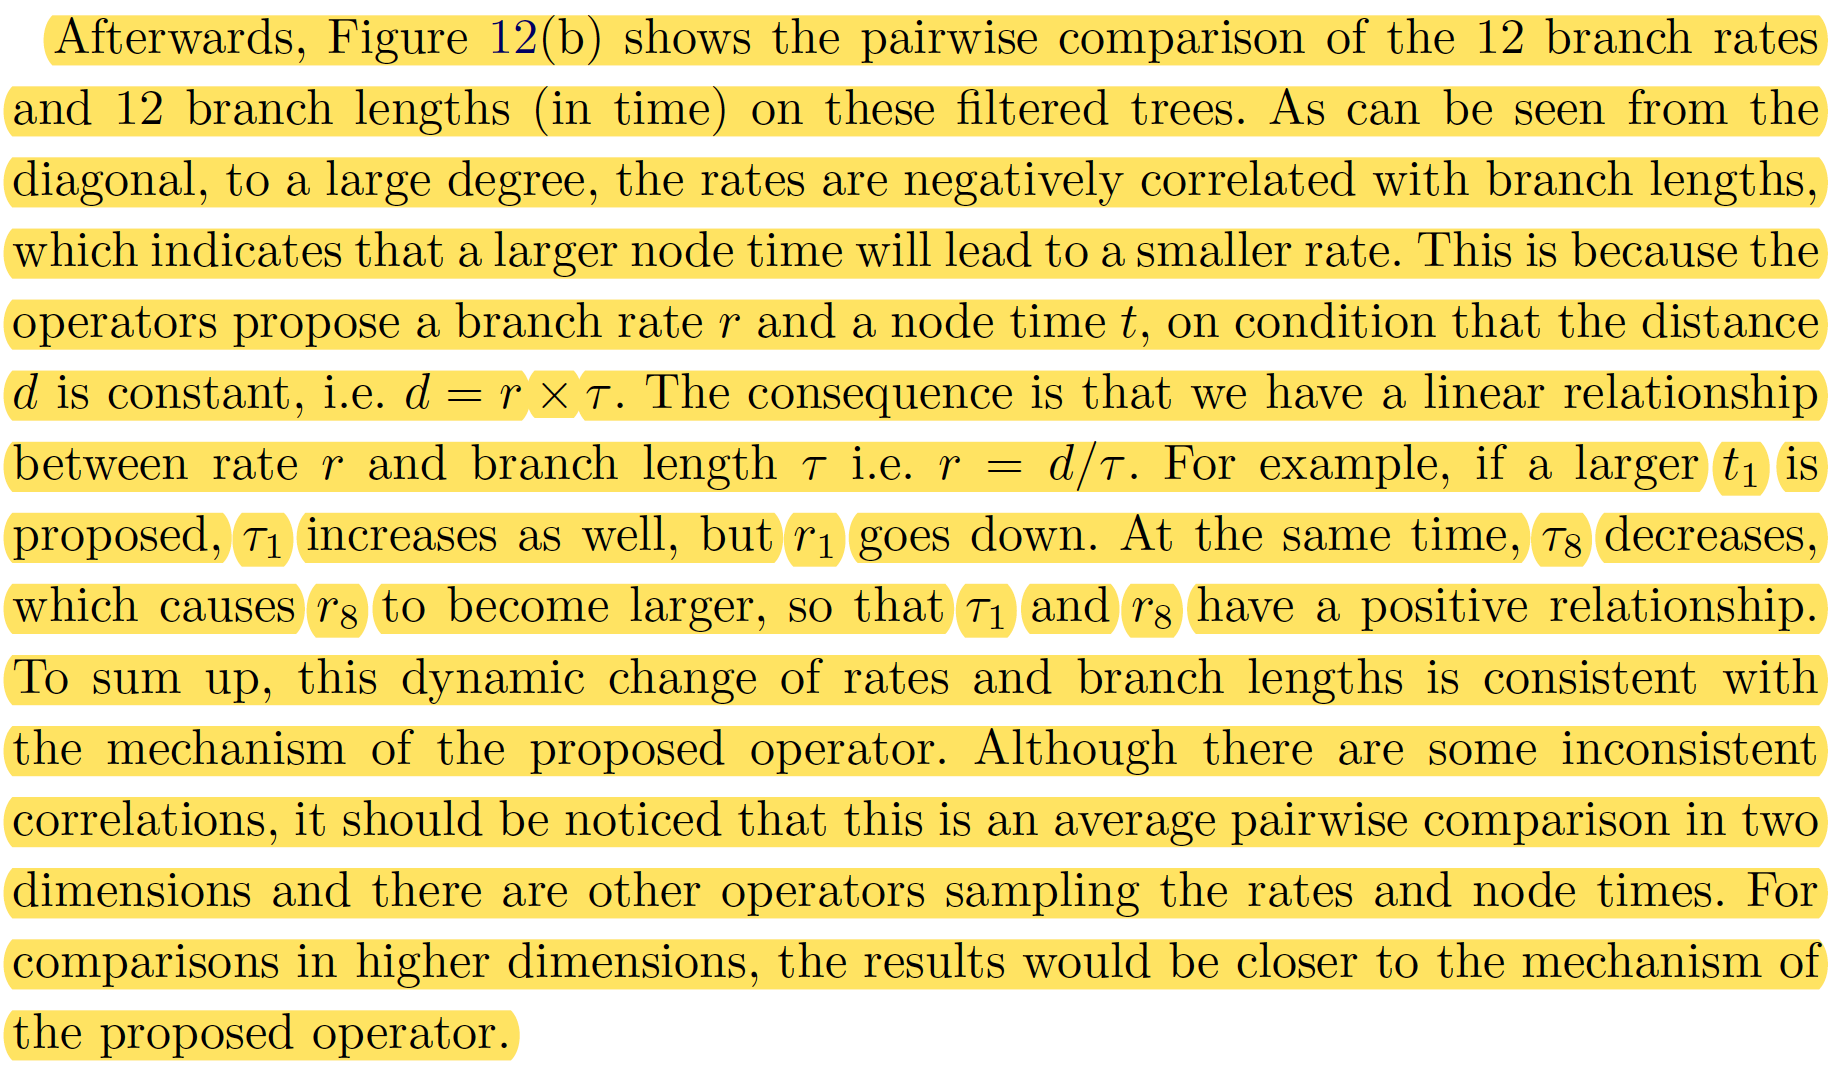 Afterwards, Figure 12(b) shows the pairwise comparison of the 12 branch rates
and 12 branch lengths (in time) on these filtered trees. As can be seen from the
diagonal, to a large degree, the rates are negatively correlated with branch lengths,
which indicates that a larger node time will lead to a smaller rate. This is because the
operators propose a branch rate r and a node time t, on condition that the distance
d is constant, i.e. d = r × τ. The consequence is that we have a linear relationship
between rate r and branch length τ i.e. r = d/τ. For example, if a larger t₁ is
proposed, τ₁ increases as well, but r₁ goes down. At the same time, τ₈ decreases,
which causes r₈ to become larger, so that τ₁ and r₈ have a positive relationship.
To sum up, this dynamic change of rates and branch lengths is consistent with
the mechanism of the proposed operator. Although there are some inconsistent
correlations, it should be noticed that this is an average pairwise comparison in two
dimensions and there are other operators sampling the rates and node times. For
comparisons in higher dimensions, the results would be closer to the mechanism of
the proposed operator.